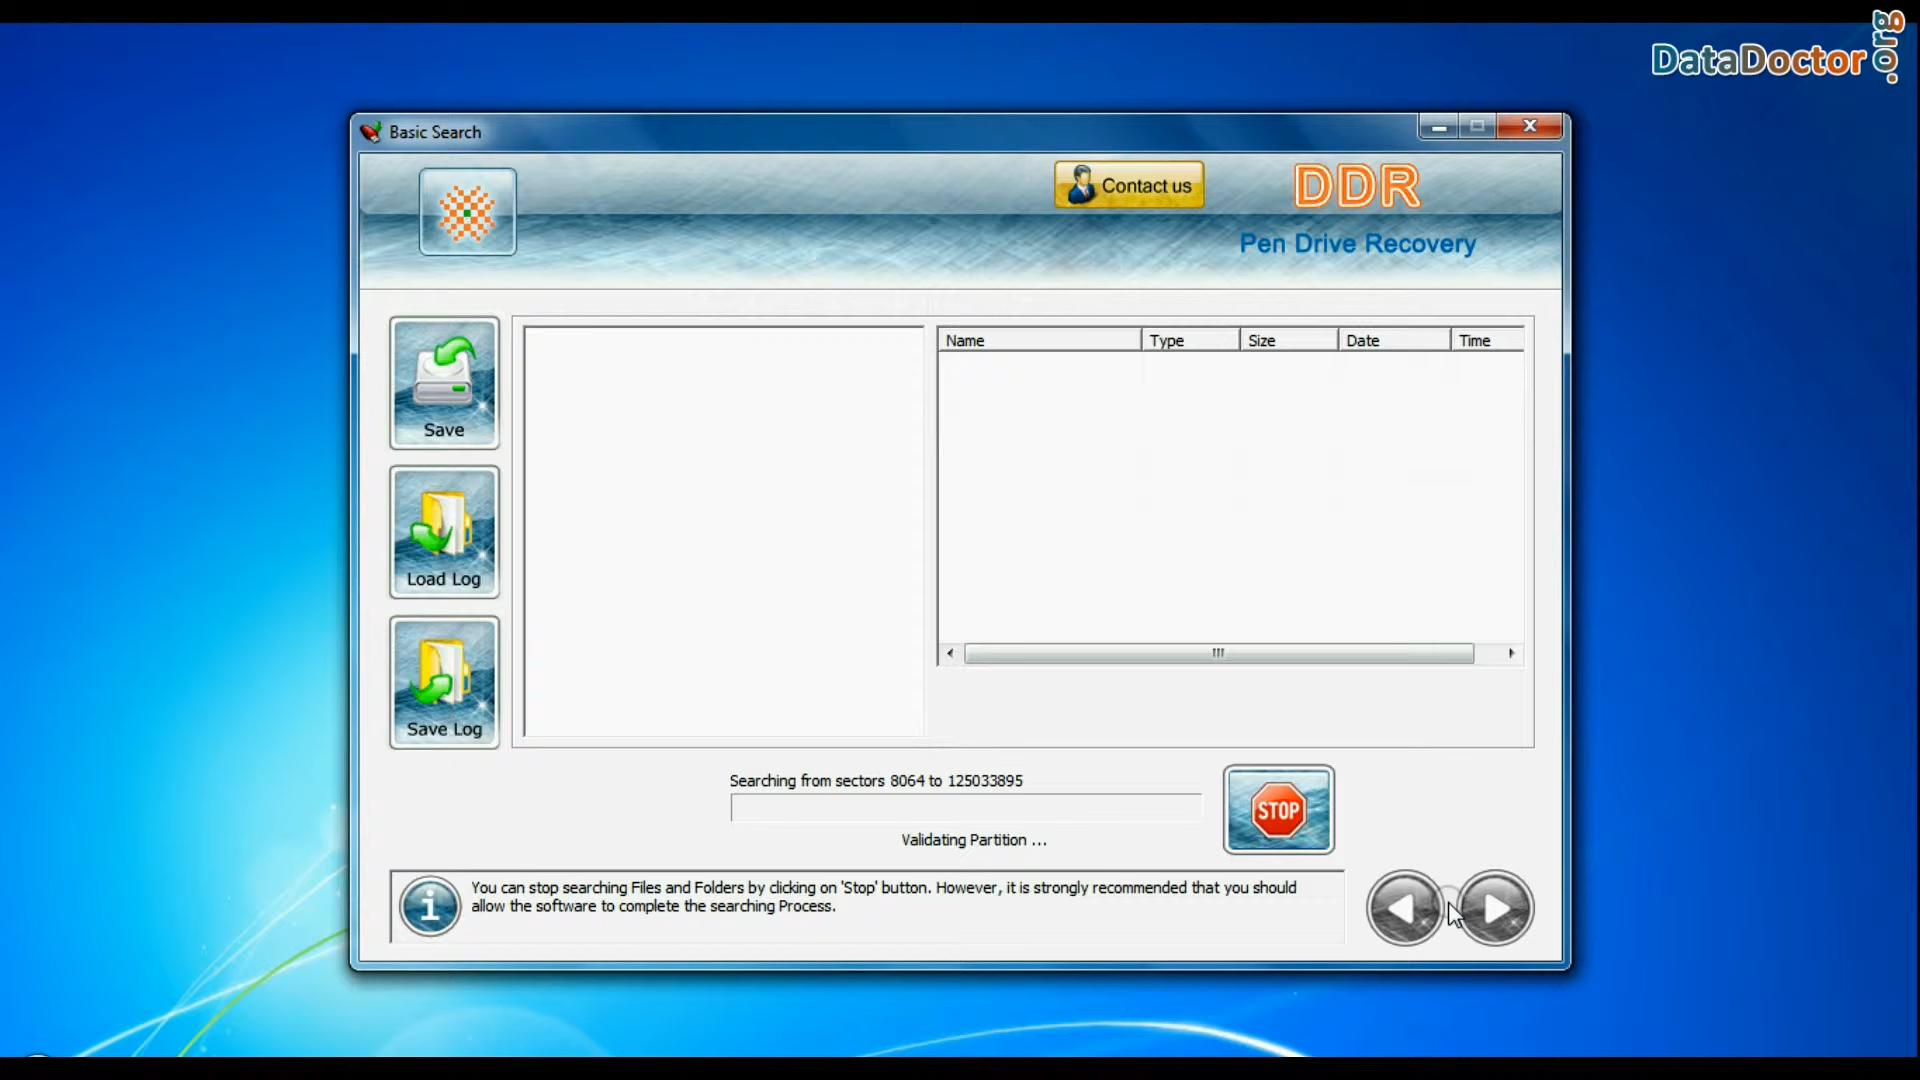 DataDoctor.org
Basic Search
Contact us
DDR
Pen Drive Recovery
Save
Load Log
Save Log
Name Type Size Date Time
Searching from sectors 8064 to 125033895
STOP
Validating Partition ...
You can stop searching Files and Folders by clicking on 'Stop' button. However, it is strongly recommended that you should
allow the software to complete the searching Process.